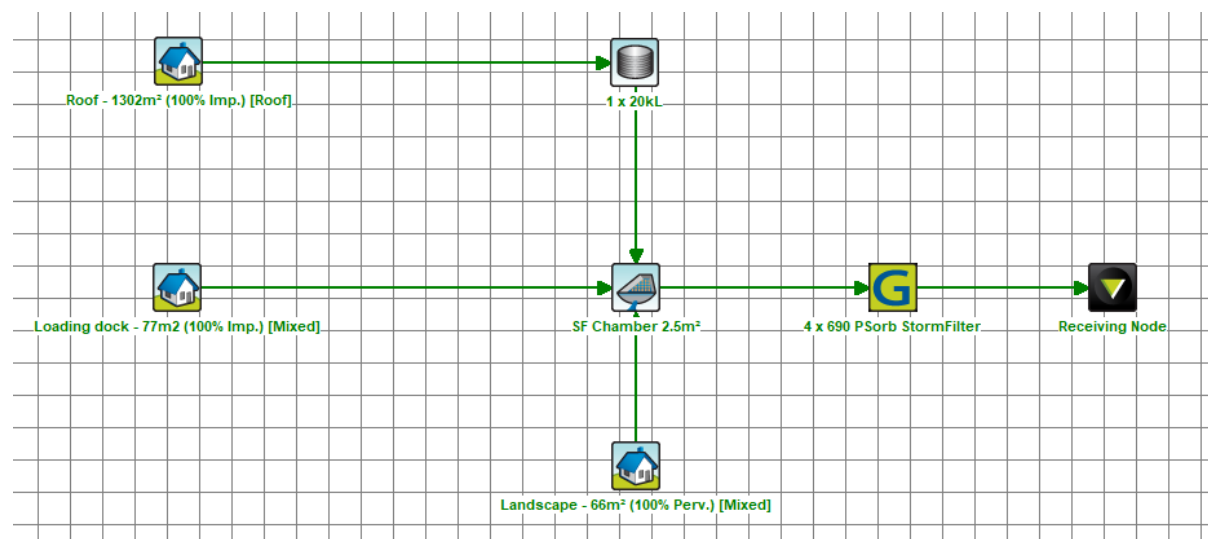 Roof - 1302m² (100% Imp.) [Roof]
1 x 20kL
Loading dock - 77m2 (100% Imp.) [Mixed]
SF Chamber 2.5m²
G
4 x 690 PSorb StormFilter
Receiving Node
Landscape - 66m² (100% Perv.) [Mixed]